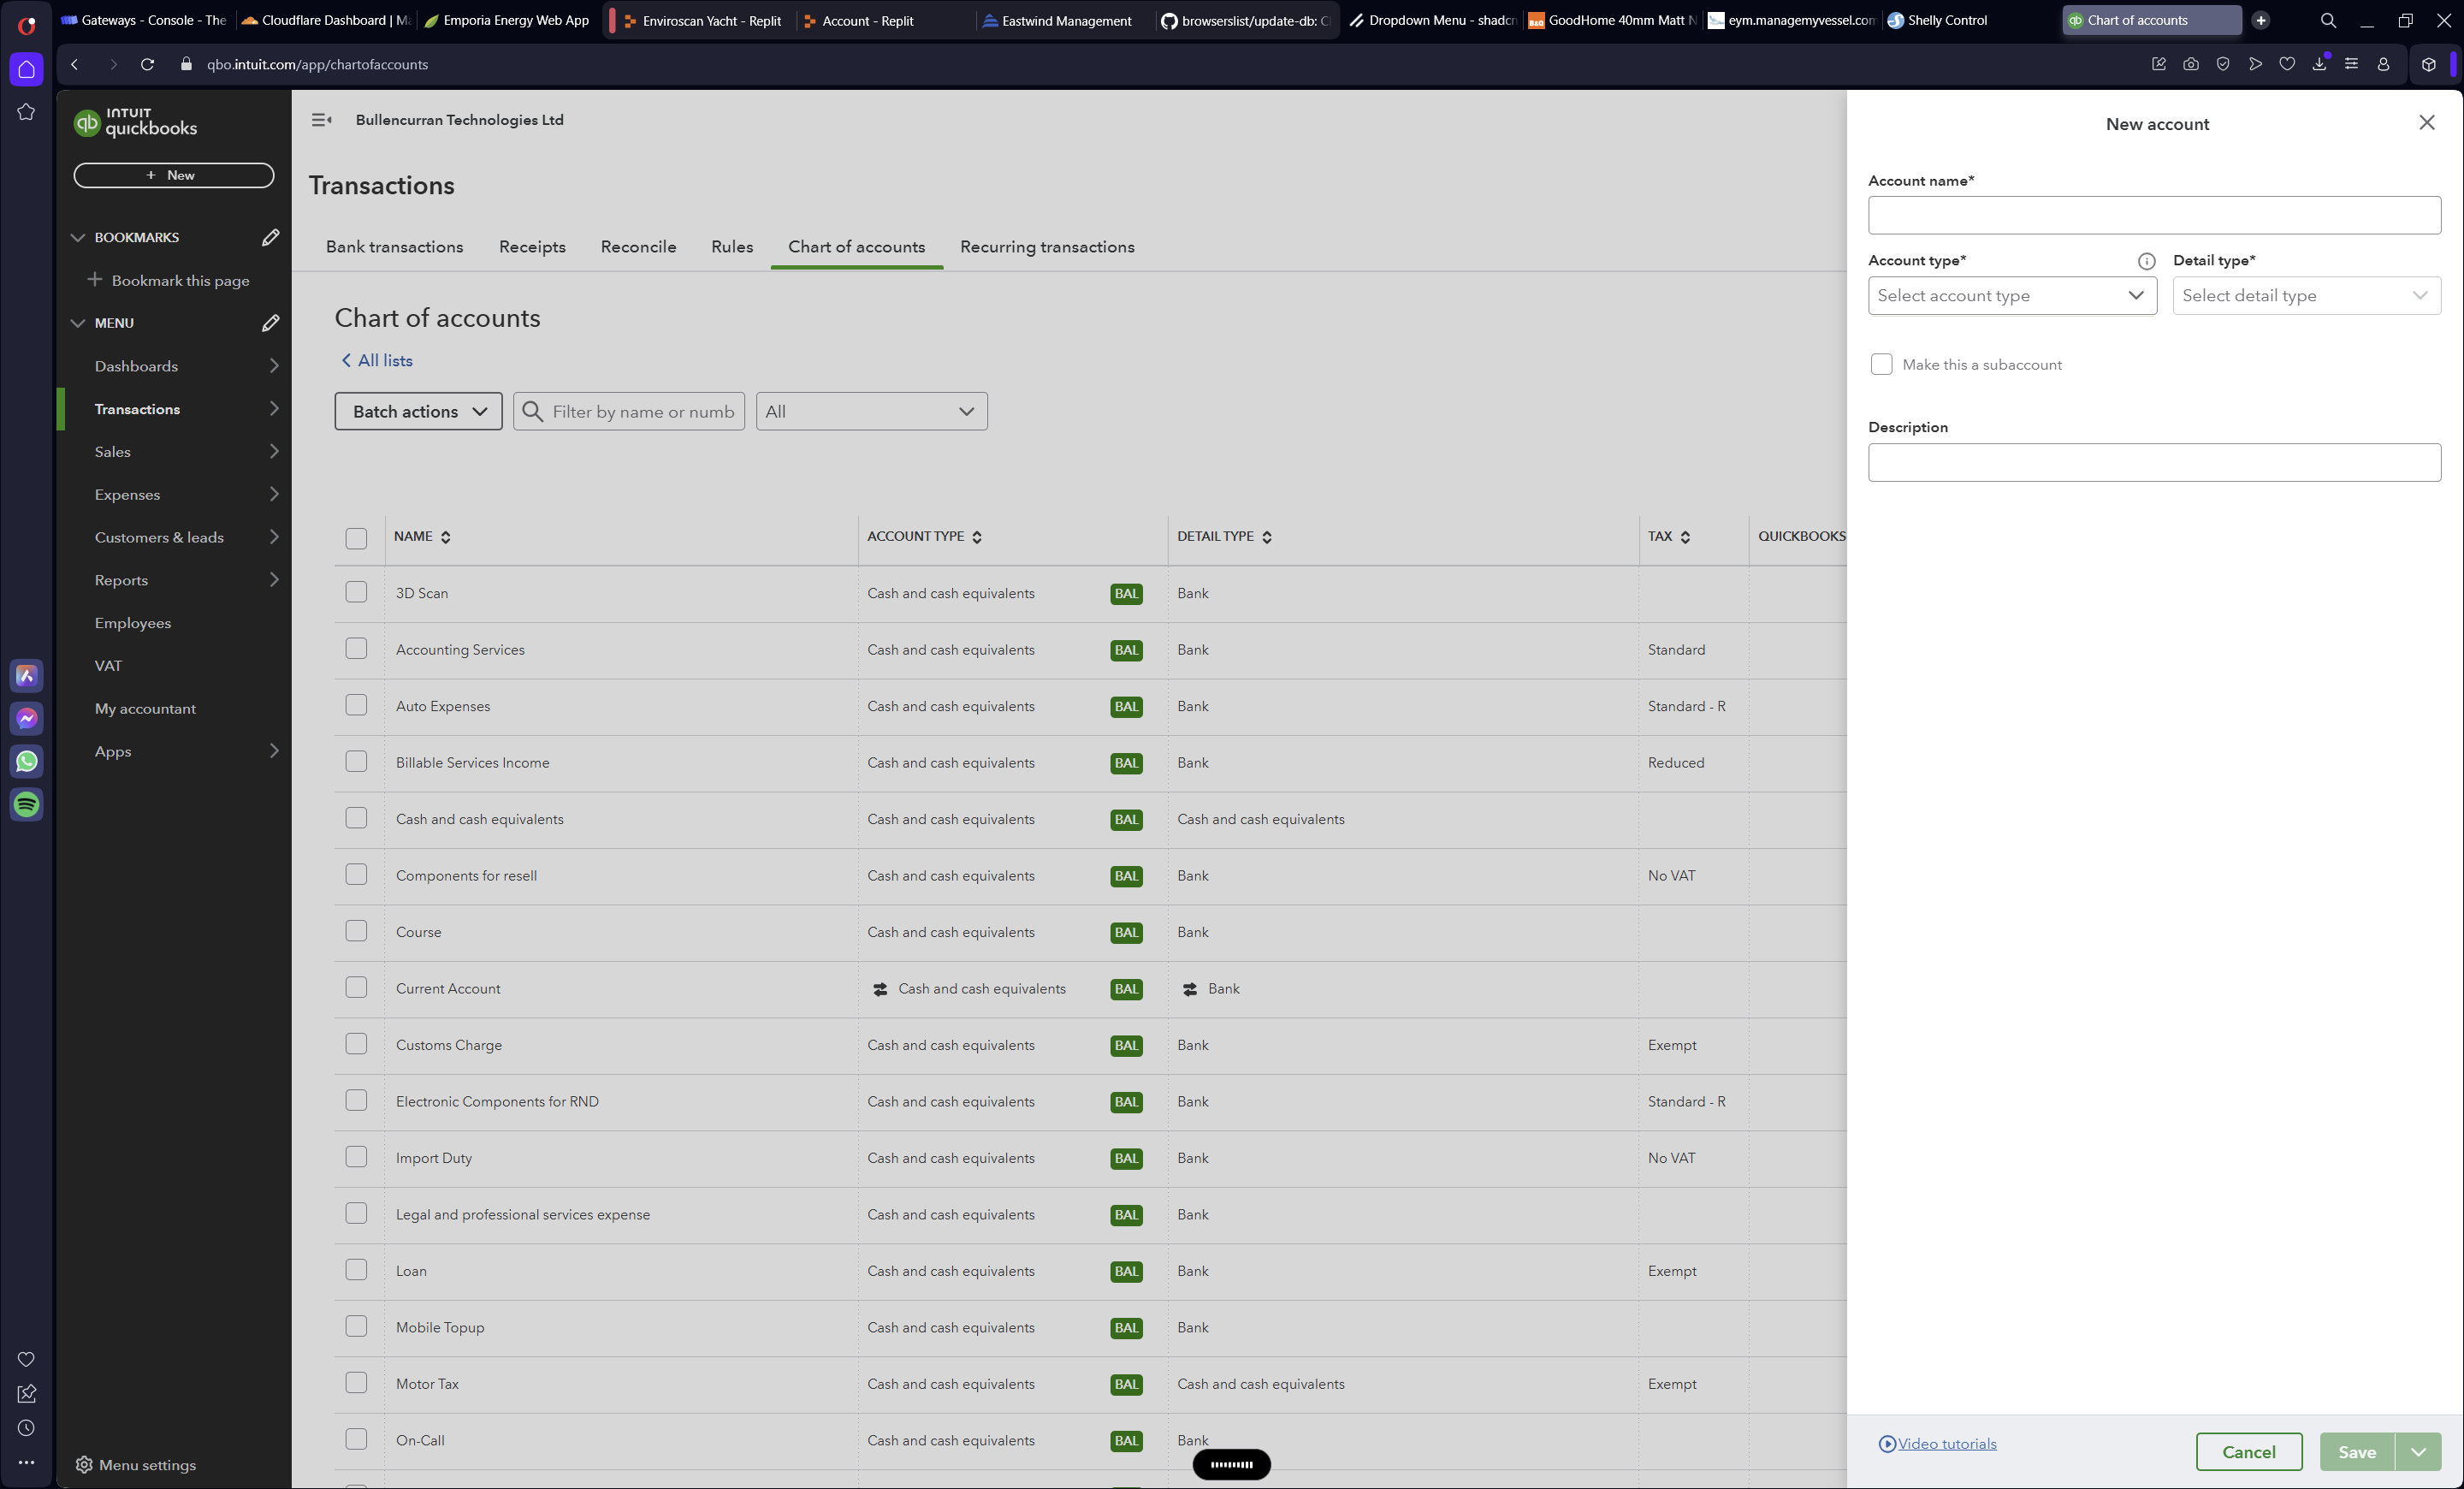 Gateways - Console - The
Cloudflare Dashboard | Ma
Emporia Energy Web App
Enviroscan Yacht - Replit
Account - Replit
Eastwind Management
browserslist/update-db: C
Dropdown Menu - shadcn
GoodHome 40mm Matt N
eym.managemyvessel.com
Shelly Control
Chart of accounts
qbo.intuit.com/app/chartofaccounts
INTUIT
quickbooks
+ New
BOOKMARKS
+ Bookmark this page
MENU
Dashboards
Transactions
Sales
Expenses
Customers & leads
Reports
Employees
VAT
My accountant
Apps
Menu settings
Bullencurran Technologies Ltd
Transactions
Bank transactions Receipts Reconcile Rules Chart of accounts Recurring transactions
Chart of accounts
All lists
Batch actions Filter by name or numb All
NAME ACCOUNT TYPE DETAIL TYPE TAX QUICKBOOKS
3D Scan Cash and cash equivalents BAL Bank
Accounting Services Cash and cash equivalents BAL Bank Standard
Auto Expenses Cash and cash equivalents BAL Bank Standard - R
Billable Services Income Cash and cash equivalents BAL Bank Reduced
Cash and cash equivalents Cash and cash equivalents BAL Cash and cash equivalents
Components for resell Cash and cash equivalents BAL Bank No VAT
Course Cash and cash equivalents BAL Bank
Current Account Cash and cash equivalents BAL Bank
Customs Charge Cash and cash equivalents BAL Bank Exempt
Electronic Components for RND Cash and cash equivalents BAL Bank Standard - R
Import Duty Cash and cash equivalents BAL Bank No VAT
Legal and professional services expense Cash and cash equivalents BAL Bank
Loan Cash and cash equivalents BAL Bank Exempt
Mobile Topup Cash and cash equivalents BAL Bank
Motor Tax Cash and cash equivalents BAL Cash and cash equivalents Exempt
On-Call Cash and cash equivalents BAL Bank
New account
Account name*
Account type* Detail type*
Select account type Select detail type
Make this a subaccount
Description
Video tutorials Cancel Save